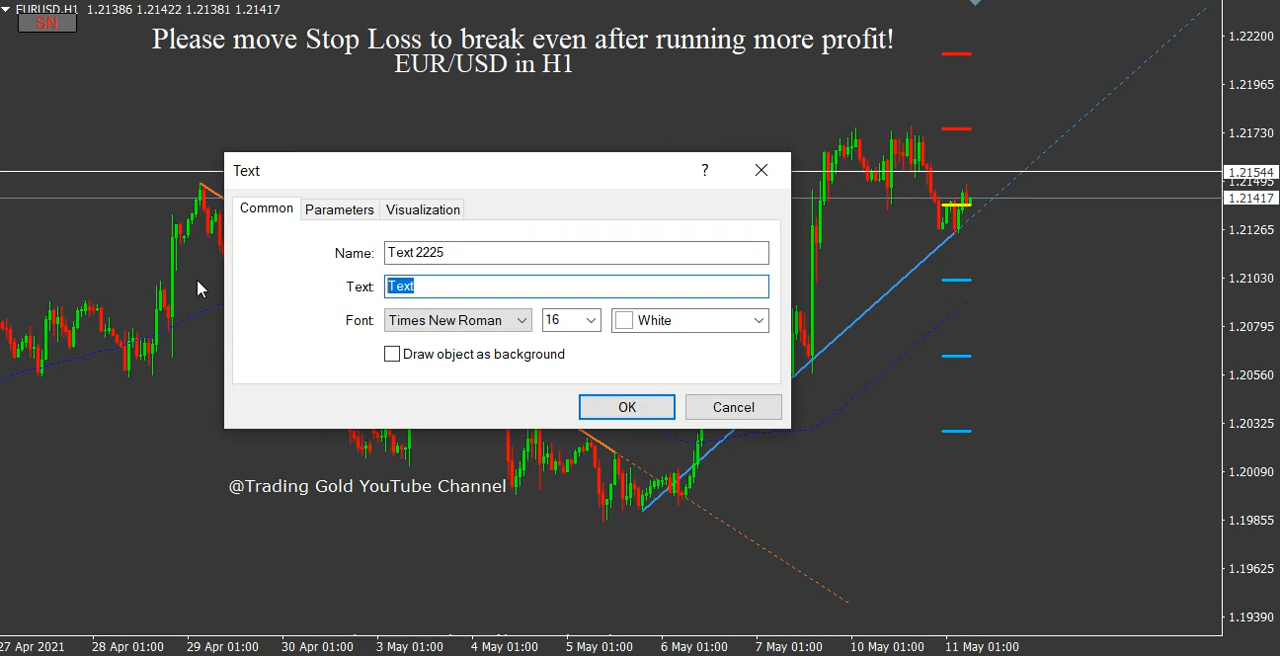 EURUSD,H1 1.21386 1.21422 1.21381 1.21417
SN
Please move Stop Loss to break even after running more profit!
EUR/USD in H1
1.22200
1.21965
1.21730
1.21544
1.21495
1.21417
1.21265
1.21030
1.20795
1.20560
1.20325
1.20090
1.19855
1.19625
1.19390
Text
?
Common Parameters Visualization
Name: Text 2225
Text: Text
Font: Times New Roman 16 White
Draw object as background
OK Cancel
@Trading Gold YouTube Channel
27 Apr 2021 28 Apr 01:00 29 Apr 01:00 30 Apr 01:00 3 May 01:00 4 May 01:00 5 May 01:00 6 May 01:00 7 May 01:00 10 May 01:00 11 May 01:00